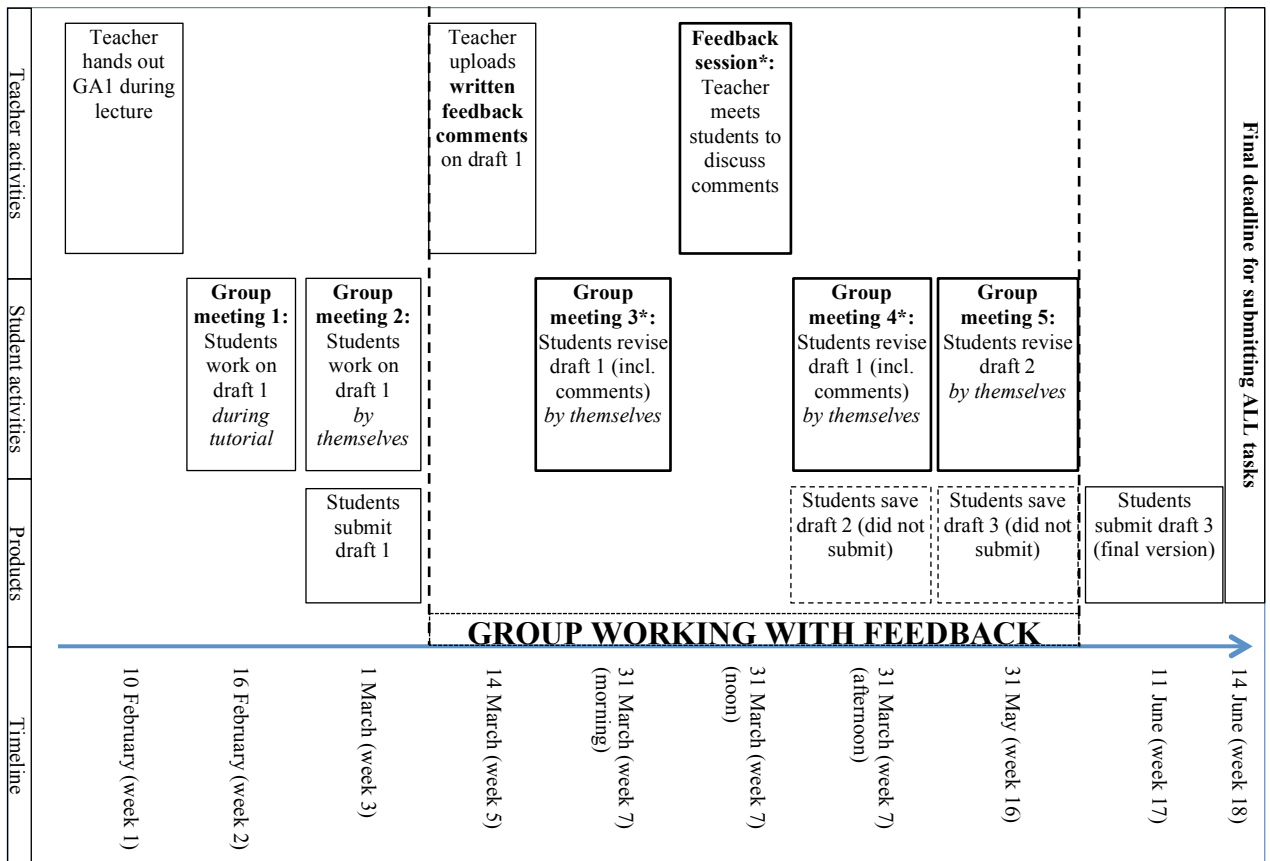 Teacher activities
Teacher
hands out
GA1 during
lecture
Teacher
uploads
written
feedback
comments
on draft 1
Feedback
session*:
Teacher
meets
students to
discuss
comments
Final deadline for submitting ALL tasks
Student activities
Group
meeting 1:
Students
work on
draft 1
during
tutorial
Group
meeting 2:
Students
work on
draft 1
by
themselves
Group
meeting 3*:
Students revise
draft 1 (incl.
comments)
by themselves
Group
meeting 4*:
Students revise
draft 1 (incl.
comments)
by themselves
Group
meeting 5:
Students revise
draft 2
by themselves
Products
Students
submit
draft 1
Students save
draft 2 (did not
submit)
Students save
draft 3 (did not
submit)
Students
submit draft 3
(final version)
GROUP WORKING WITH FEEDBACK
Timeline
10 February (week 1)
16 February (week 2)
1 March (week 3)
14 March (week 5)
31 March (week 7)
(morning)
31 March (week 7)
(noon)
31 March (week 7)
(afternoon)
31 May (week 16)
11 June (week 17)
14 June (week 18)